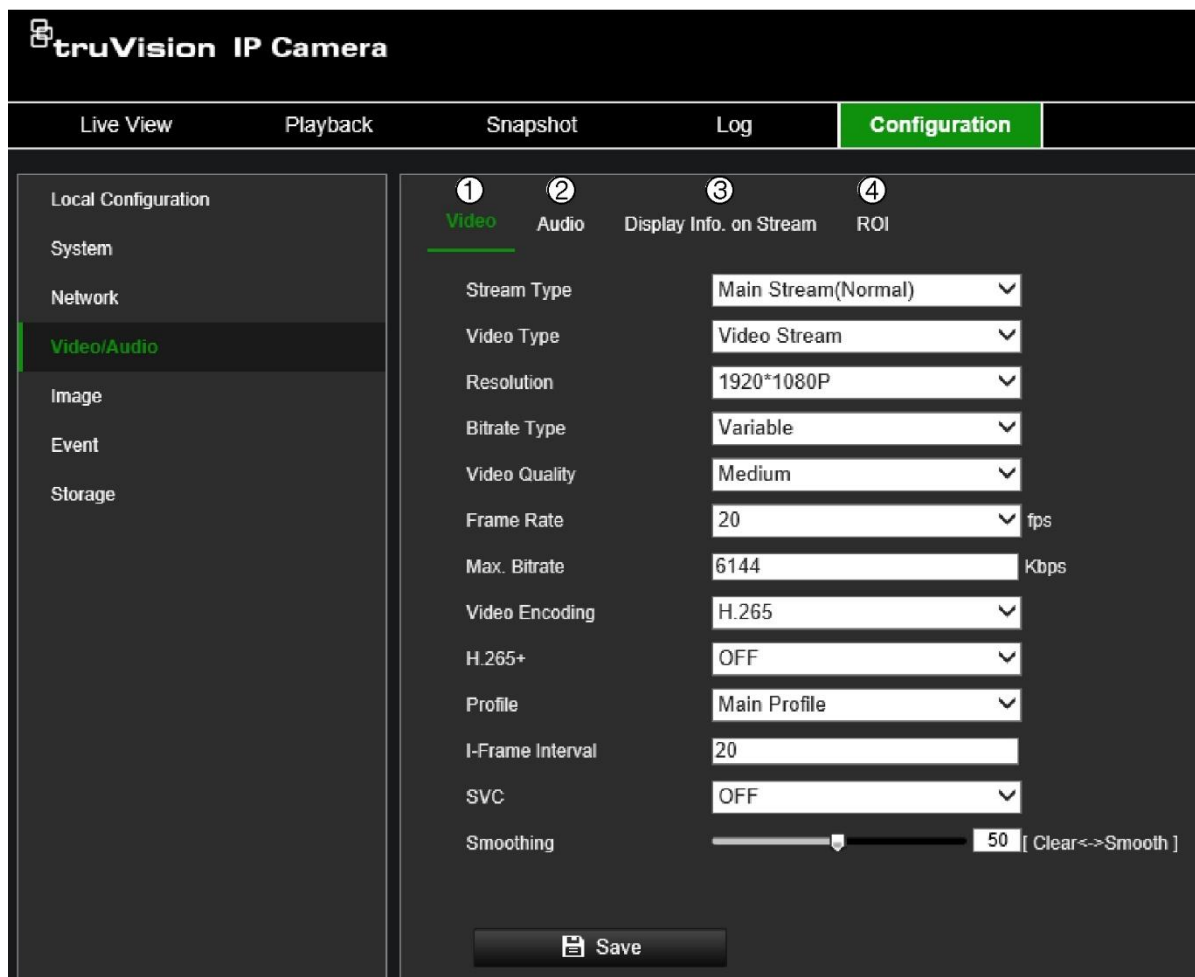 truVision IP Camera
Live View Playback Snapshot Log Configuration
Local Configuration
System
Network
Video/Audio
Image
Event
Storage
① ② ③ ④
Video Audio Display Info. on Stream ROI
Stream Type Main Stream(Normal)
Video Type Video Stream
Resolution 1920*1080P
Bitrate Type Variable
Video Quality Medium
Frame Rate 20 fps
Max. Bitrate 6144 Kbps
Video Encoding H.265
H.265+ OFF
Profile Main Profile
I-Frame Interval 20
SVC OFF
Smoothing 50 [ Clear<->Smooth ]
Save